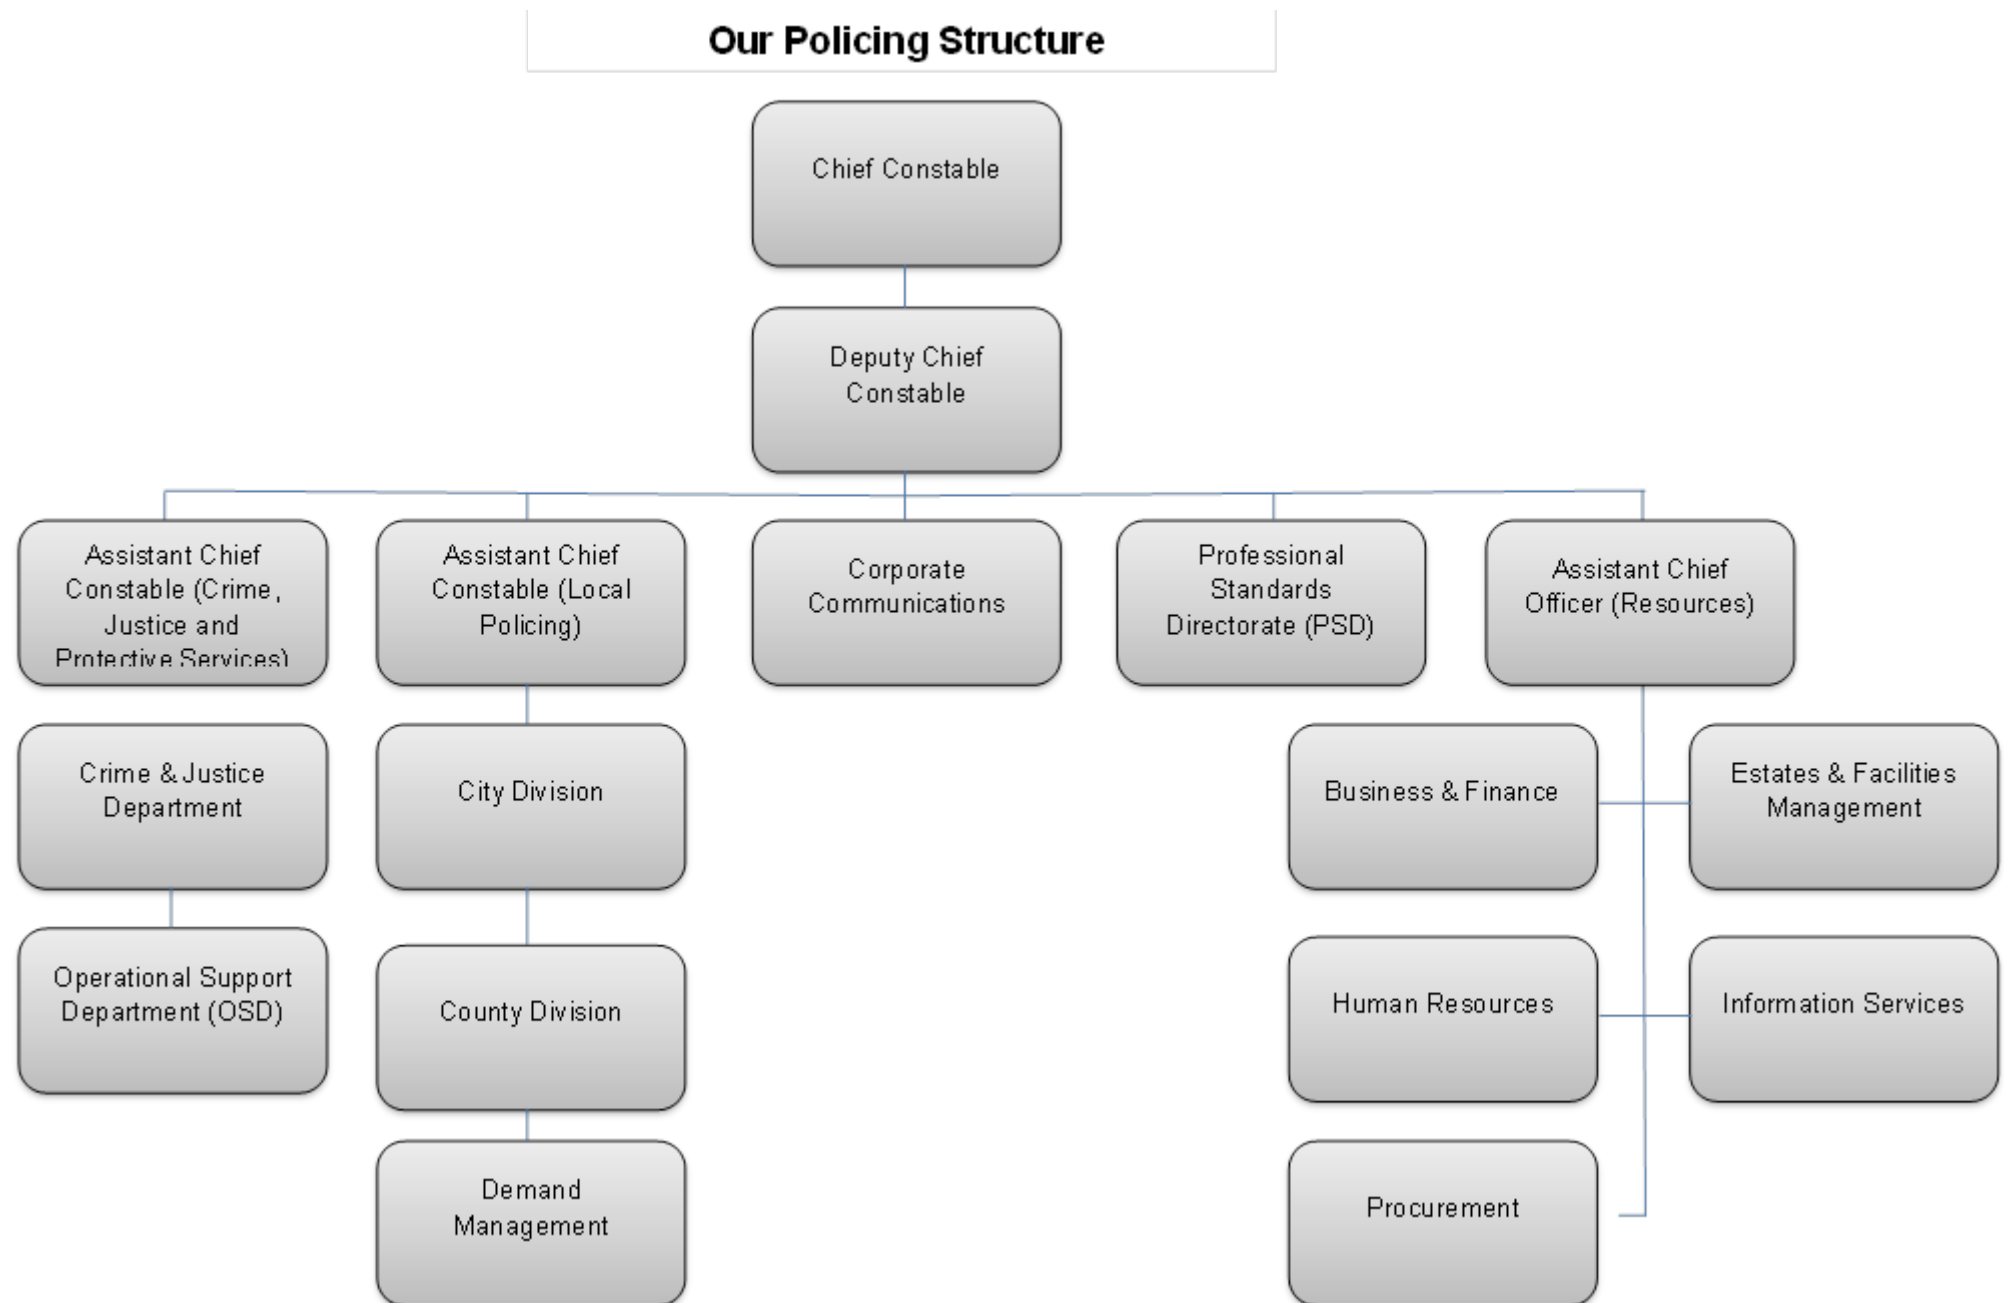 Our Policing Structure
Chief Constable
Deputy Chief
Constable
Assistant Chief
Constable (Crime,
Justice and
Protective Services)
Assistant Chief
Constable (Local
Policing)
Corporate
Communications
Professional
Standards
Directorate (PSD)
Assistant Chief
Officer (Resources)
Crime & Justice
Department
City Division
Business & Finance
Estates & Facilities
Management
Operational Support
Department (OSD)
County Division
Human Resources
Information Services
Demand
Management
Procurement